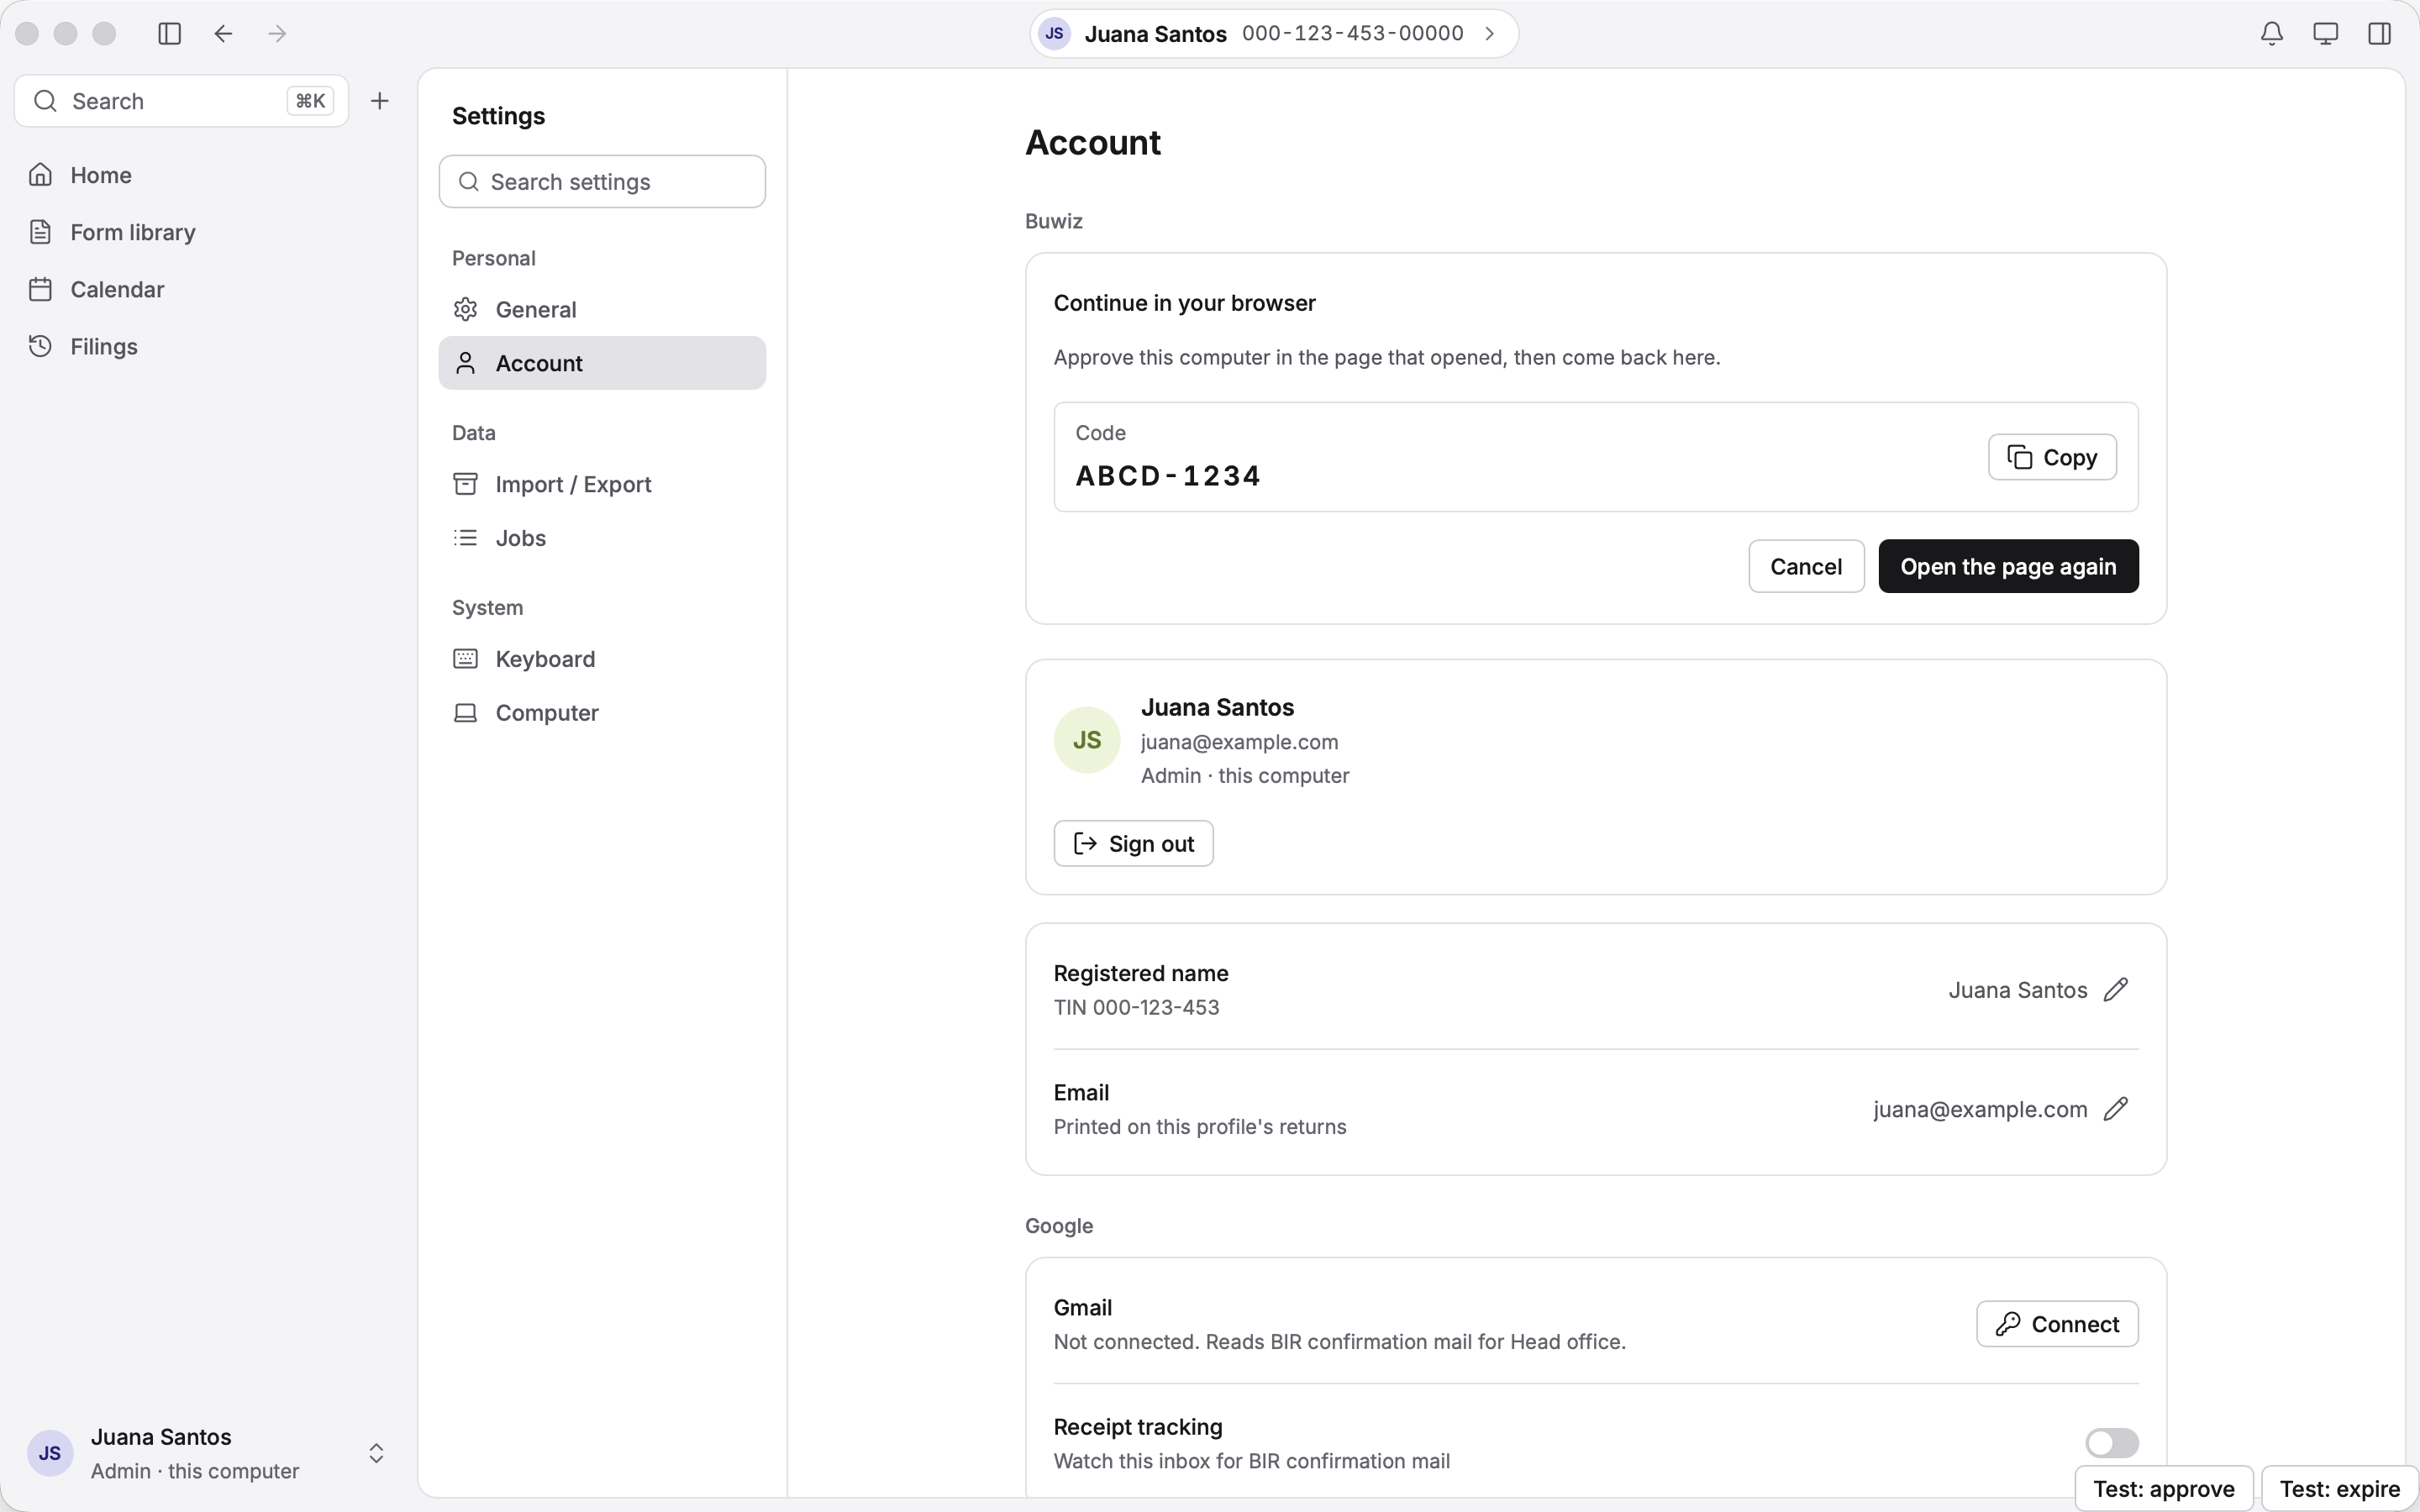 JS Juana Santos 000-123-453-00000
Search ⌘K
Home
Form library
Calendar
Filings
JS Juana Santos
Admin · this computer
Settings
Search settings
Personal
General
Account
Data
Import / Export
Jobs
System
Keyboard
Computer
Account
Buwiz
Continue in your browser
Approve this computer in the page that opened, then come back here.
Code
ABCD-1234
Copy
Cancel
Open the page again
JS
Juana Santos
juana@example.com
Admin · this computer
Sign out
Registered name
TIN 000-123-453
Juana Santos
Email
Printed on this profile's returns
juana@example.com
Google
Gmail
Not connected. Reads BIR confirmation mail for Head office.
Connect
Receipt tracking
Watch this inbox for BIR confirmation mail
Test: approve
Test: expire